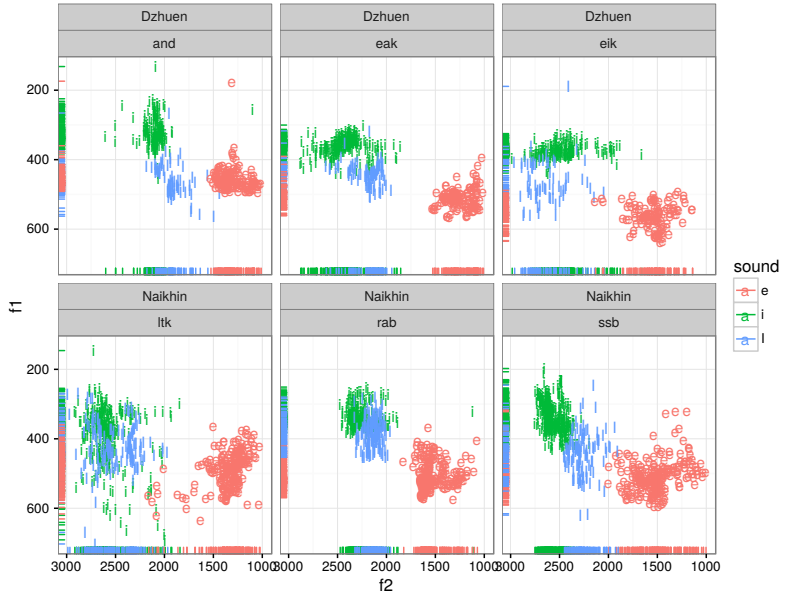 Dzhuen Dzhuen Dzhuen
and eak eik
200
400
600
f1
Naikhin Naikhin Naikhin
ltk rab ssb
200
400
600
3000 2500 2000 1500 1000 3000 2500 2000 1500 1000 3000 2500 2000 1500 1000
f2
sound
a e
a i
a I